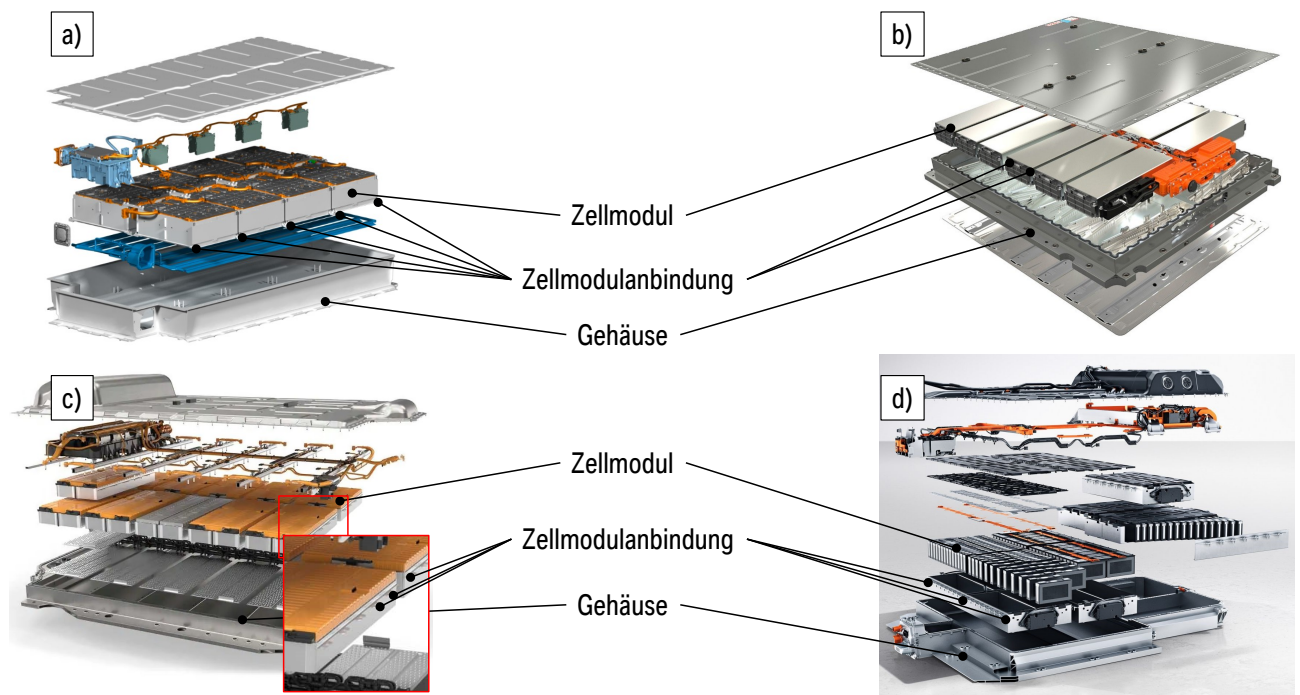 a)
b)
Zellmodul
Zellmodulanbindung
Gehäuse
c)
d)
Zellmodul
Zellmodulanbindung
Gehäuse